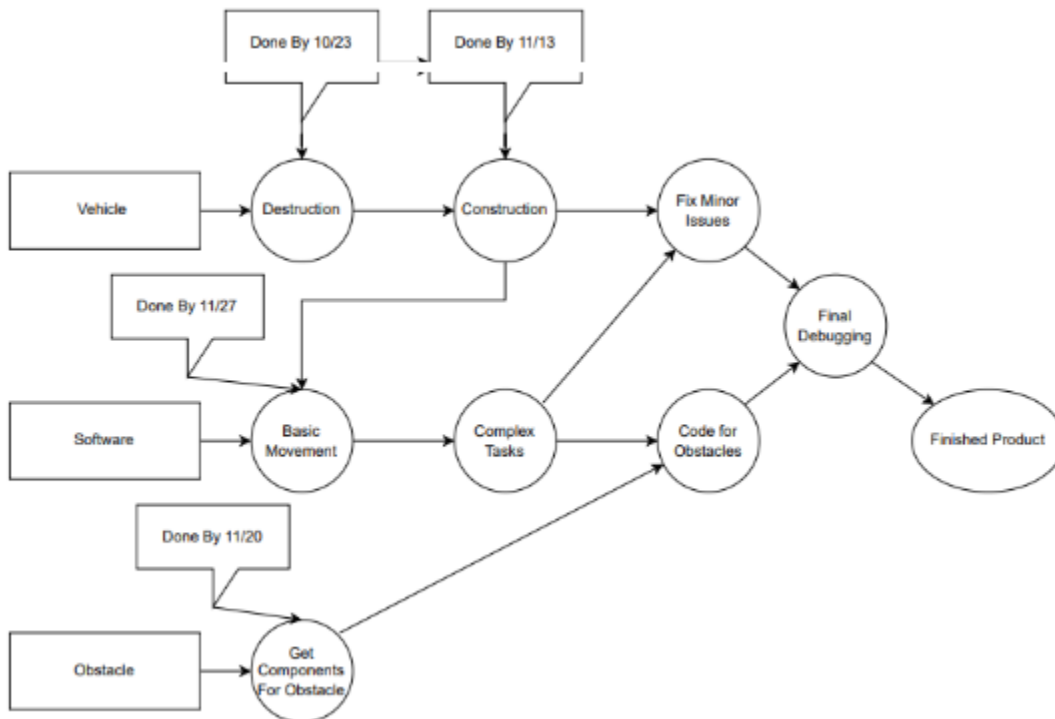 Done By 10/23
Done By 11/13
Vehicle
Destruction
Construction
Fix Minor
Issues
Done By 11/27
Final
Debugging
Software
Basic
Movement
Complex
Tasks
Code for
Obstacles
Finished Product
Done By 11/20
Obstacle
Get
Components
For Obstacle